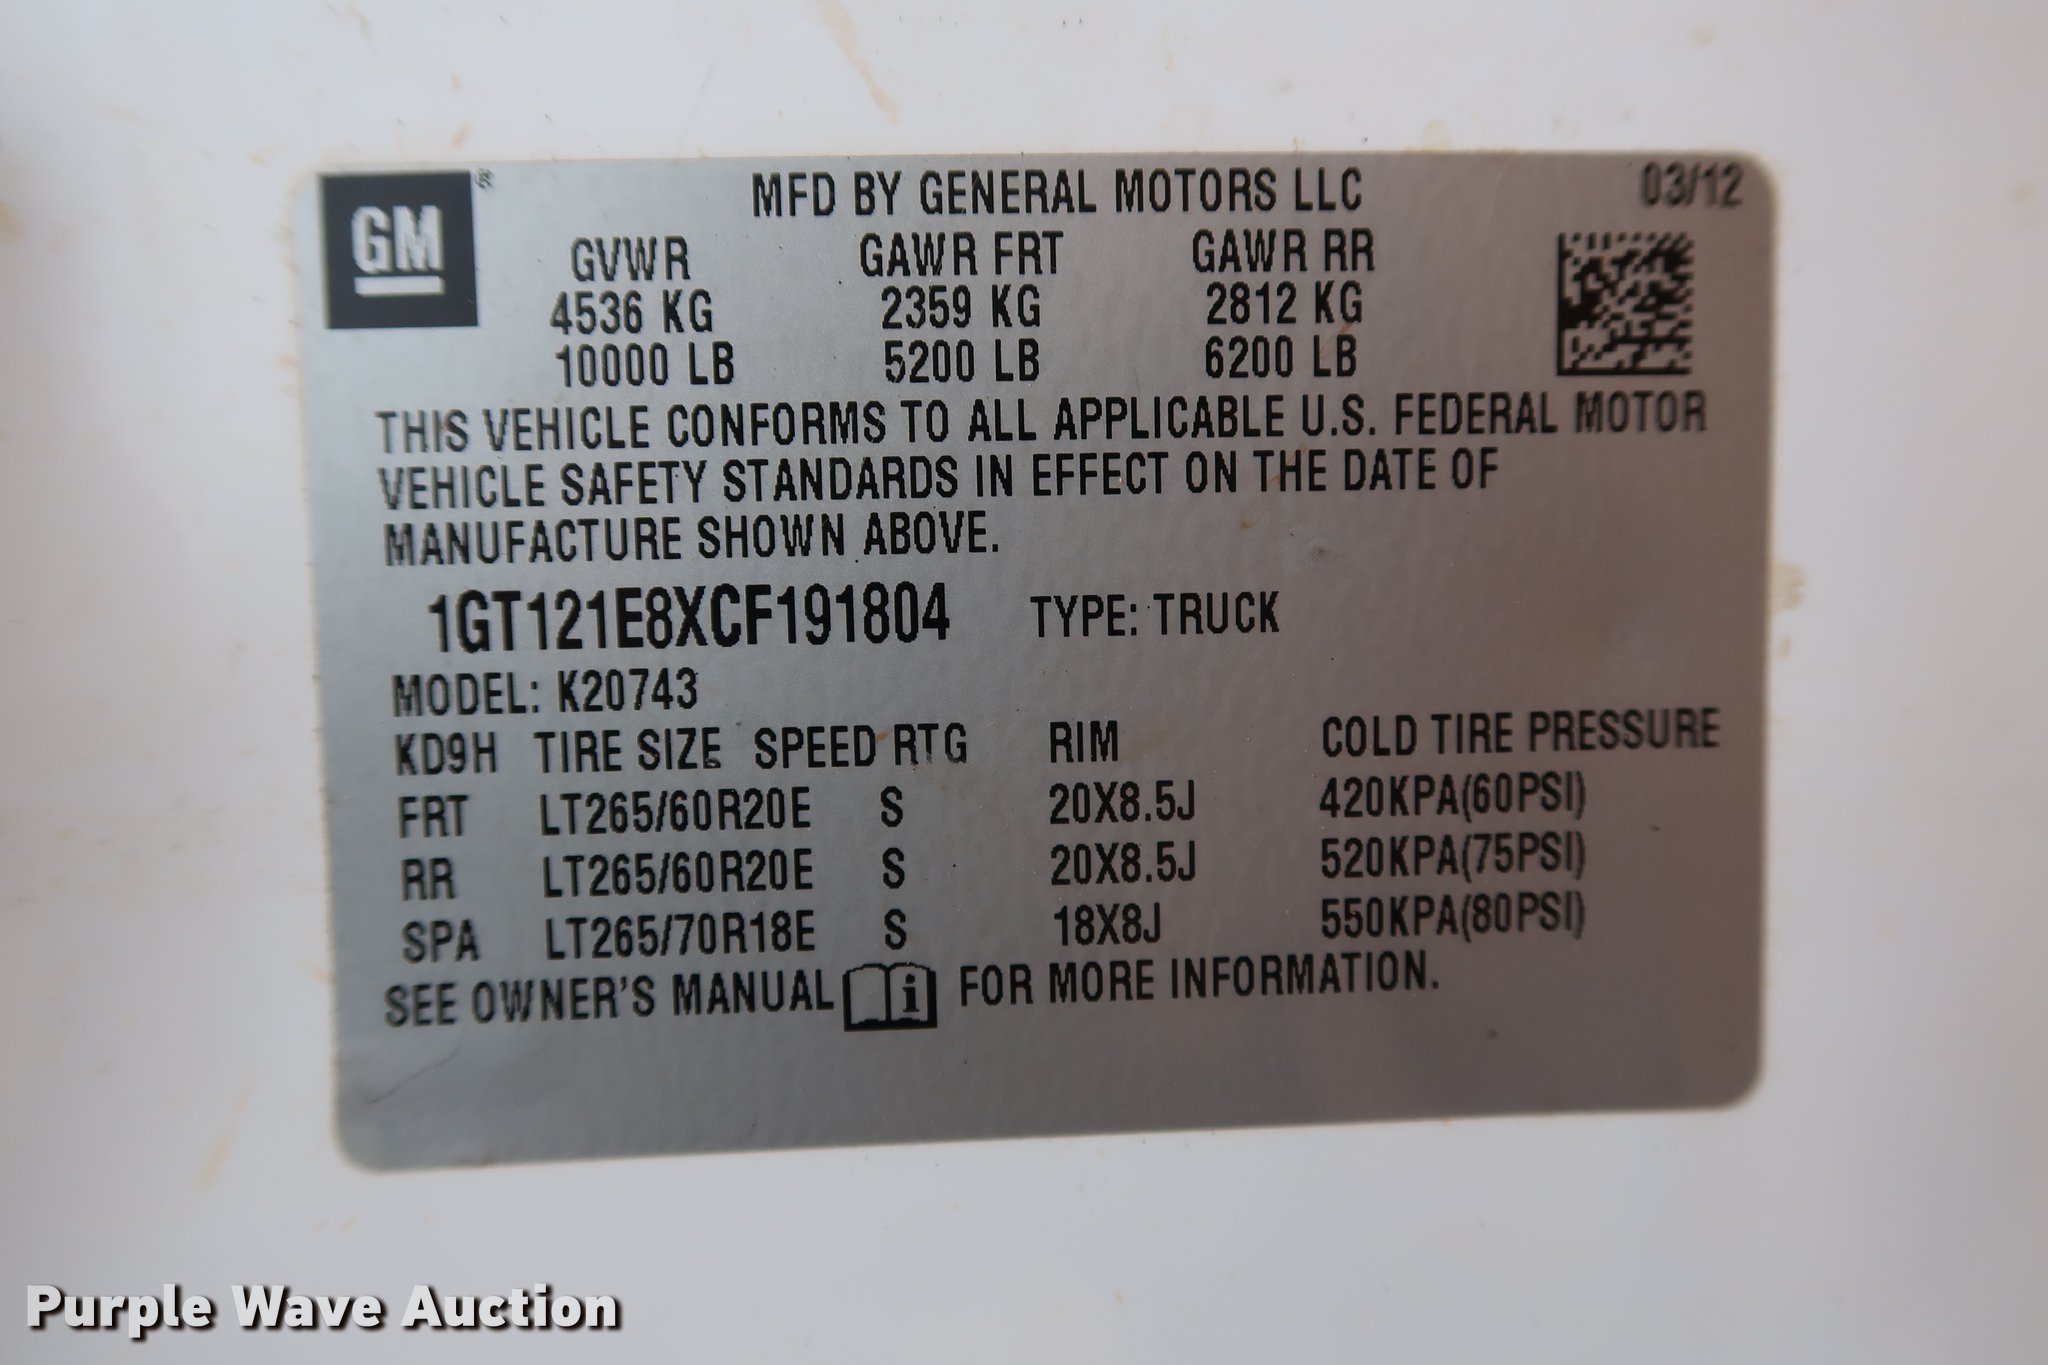 GM®
MFD BY GENERAL MOTORS LLC 03/12
GVWR GAWR FRT GAWR RR
4536 KG 2359 KG 2812 KG
10000 LB 5200 LB 6200 LB
THIS VEHICLE CONFORMS TO ALL APPLICABLE U.S. FEDERAL MOTOR
VEHICLE SAFETY STANDARDS IN EFFECT ON THE DATE OF
MANUFACTURE SHOWN ABOVE.
1GT121E8XCF191804 TYPE: TRUCK
MODEL: K20743
KD9H TIRE SIZE SPEED RTG RIM COLD TIRE PRESSURE
FRT LT265/60R20E S 20X8.5J 420KPA(60PSI)
RR LT265/60R20E S 20X8.5J 520KPA(75PSI)
SPA LT265/70R18E S 18X8J 550KPA(80PSI)
SEE OWNER'S MANUAL i FOR MORE INFORMATION.
Purple Wave Auction